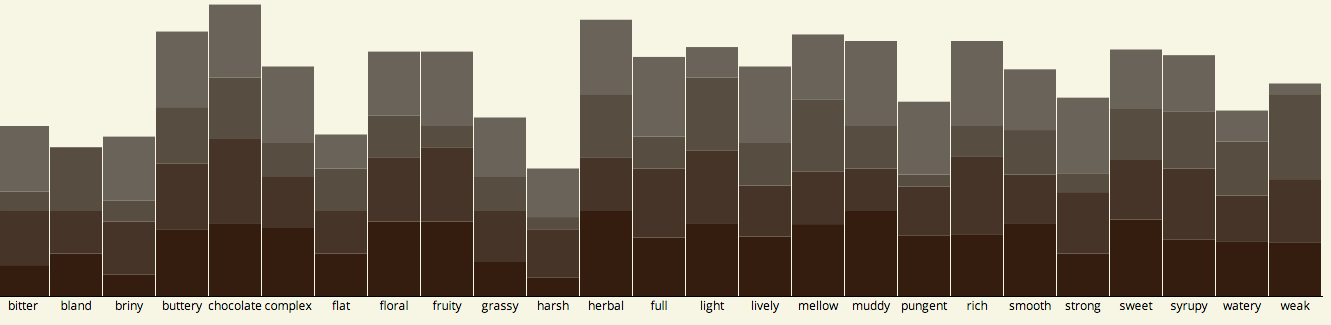 bitter bland briny buttery chocolate complex flat floral fruity grassy harsh herbal full light lively mellow muddy pungent rich smooth strong sweet syrupy watery weak